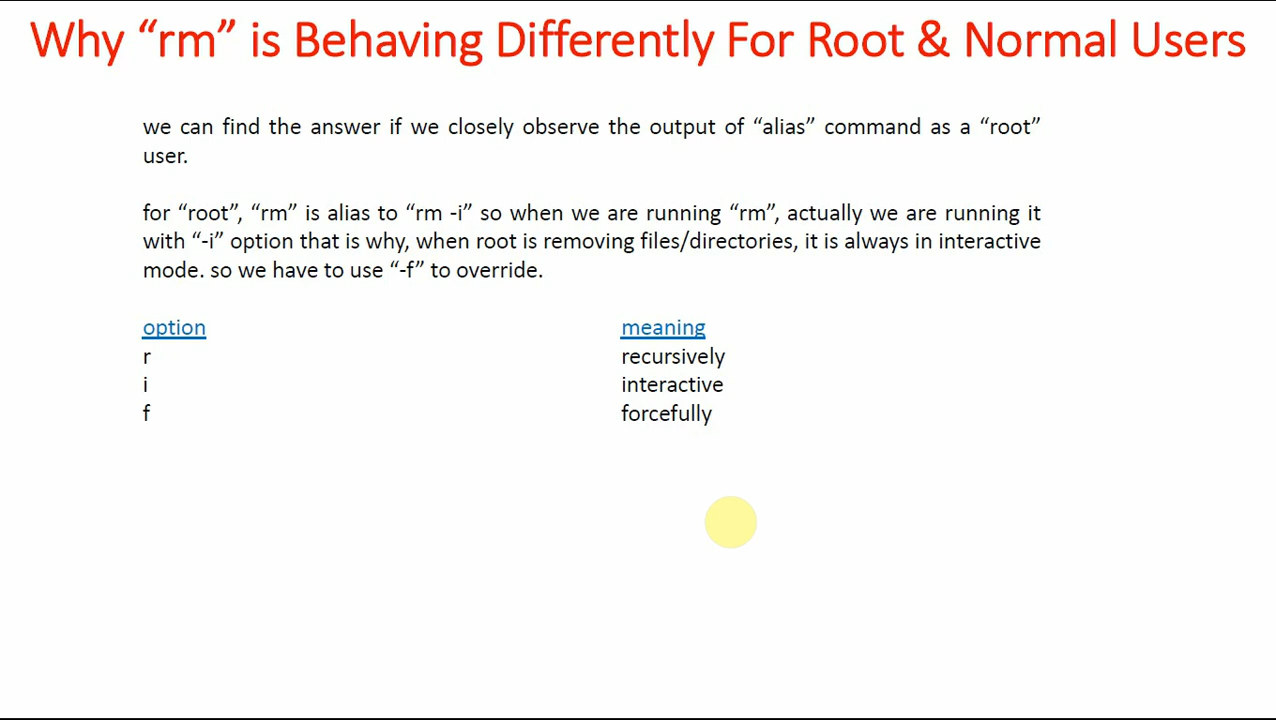 Why “rm” is Behaving Differently For Root & Normal Users
we can find the answer if we closely observe the output of “alias” command as a “root”
user.
for “root”, “rm” is alias to “rm -i” so when we are running “rm”, actually we are running it
with “-i” option that is why, when root is removing files/directories, it is always in interactive
mode. so we have to use “-f” to override.
option meaning
r recursively
i interactive
f forcefully